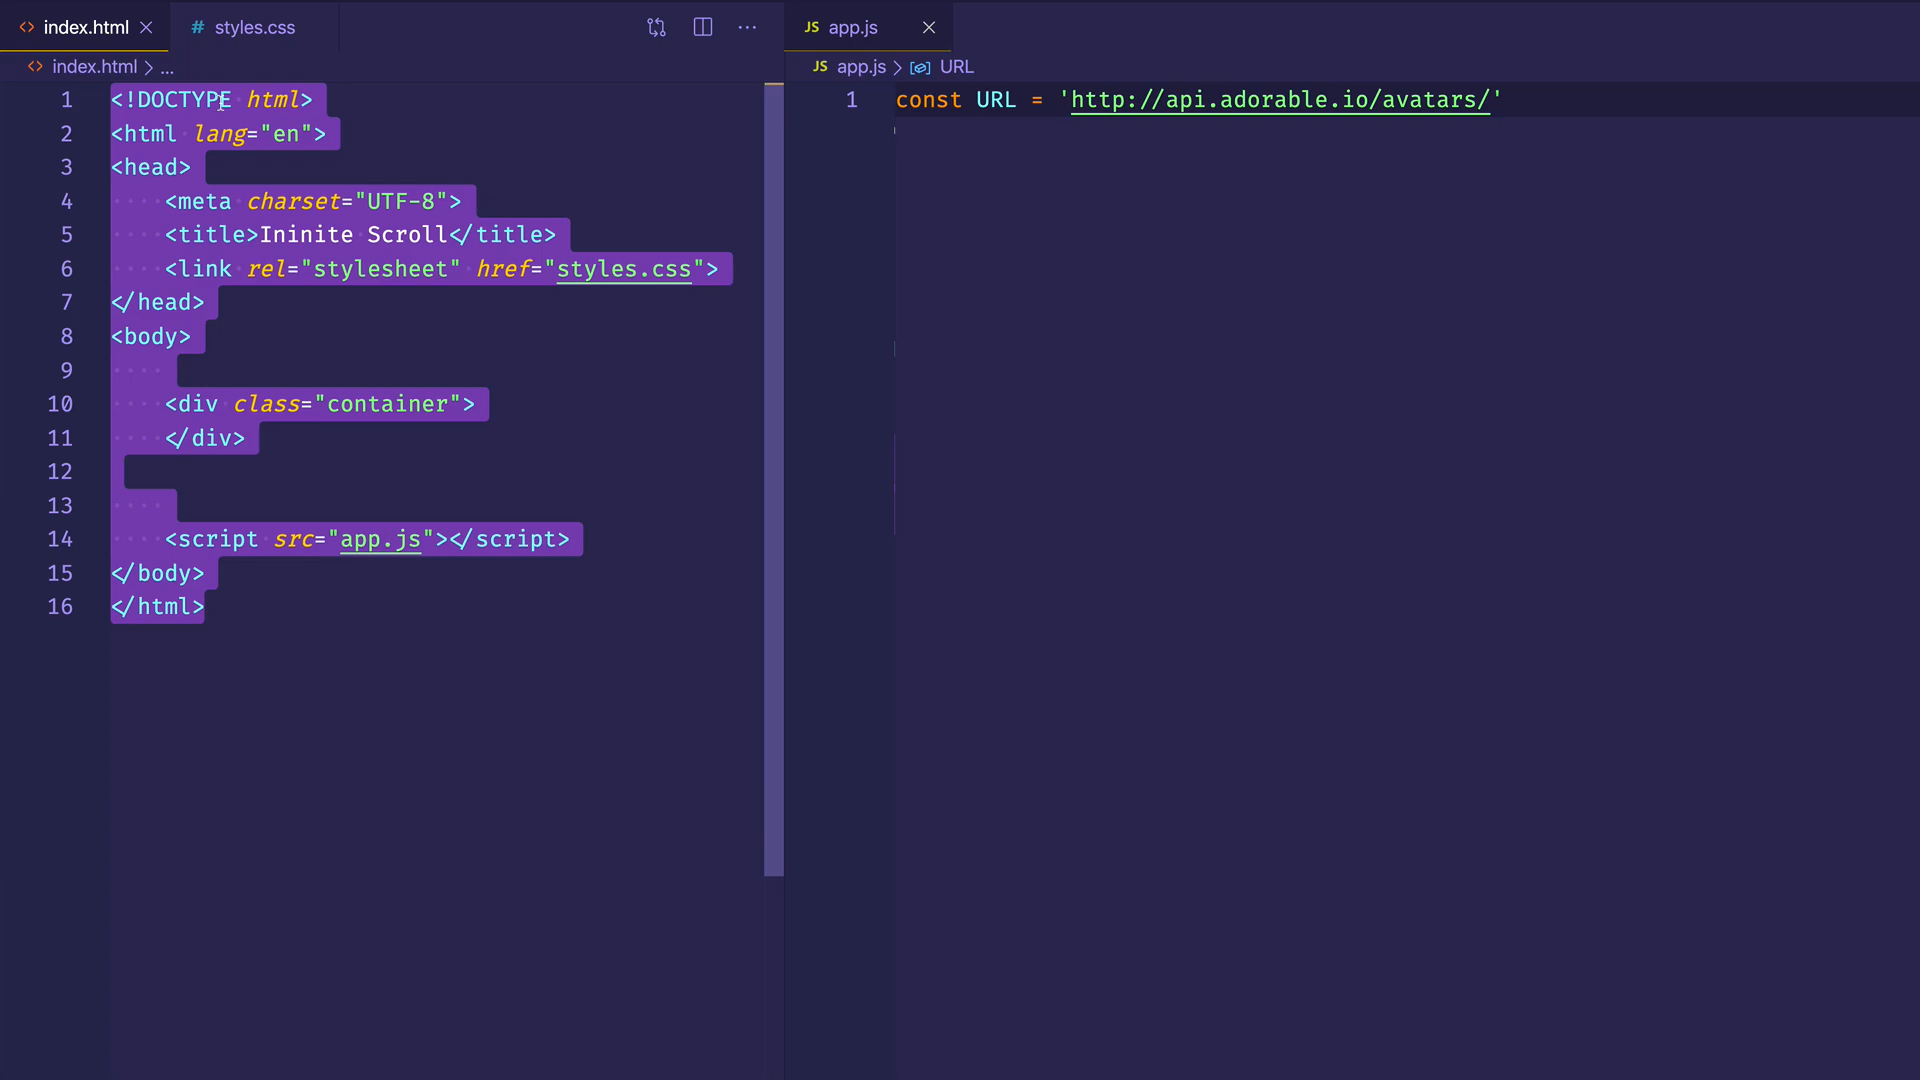 <> index.html × # styles.css ···
JS app.js ×
<> index.html > ...
JS app.js > URL
1 <!DOCTYPE html>
2 <html lang="en">
3 <head>
4     <meta charset="UTF-8">
5     <title>Ininite Scroll</title>
6     <link rel="stylesheet" href="styles.css">
7 </head>
8 <body>
9
10     <div class="container">
11     </div>
12
13
14     <script src="app.js"></script>
15 </body>
16 </html>
1 const URL = 'http://api.adorable.io/avatars/'